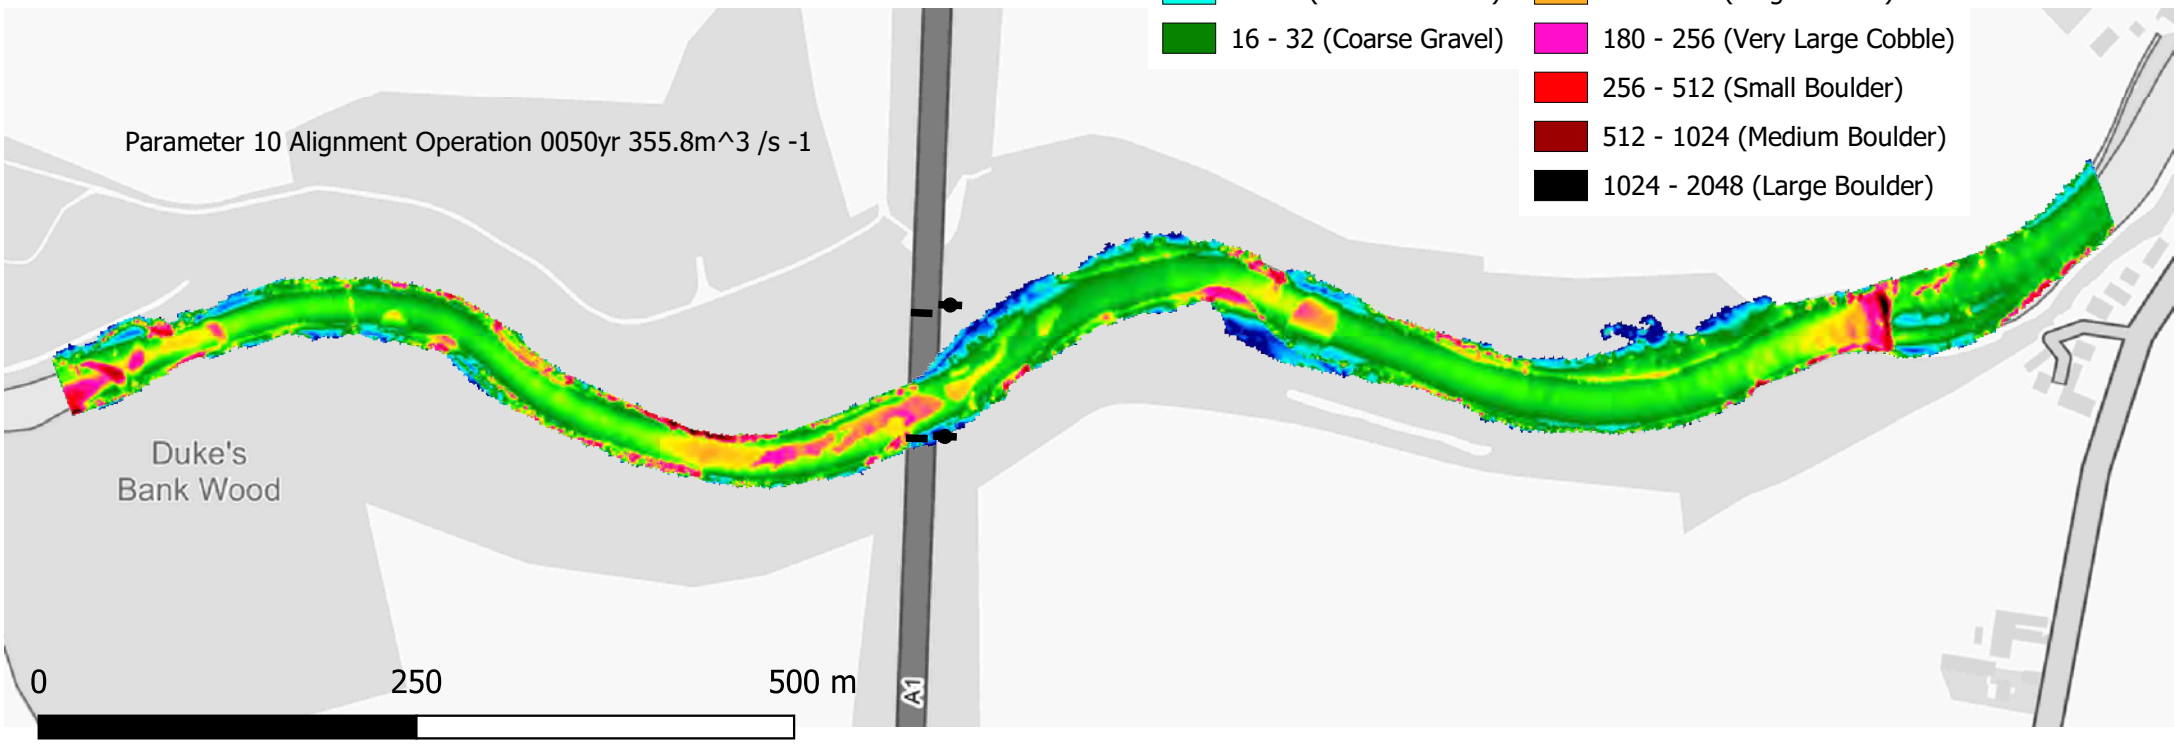 16 - 32 (Coarse Gravel)
180 - 256 (Very Large Cobble)
256 - 512 (Small Boulder)
512 - 1024 (Medium Boulder)
1024 - 2048 (Large Boulder)
Parameter 10 Alignment Operation 0050yr 355.8m^3 /s -1
Duke's
Bank Wood
0 250 500 m
A1